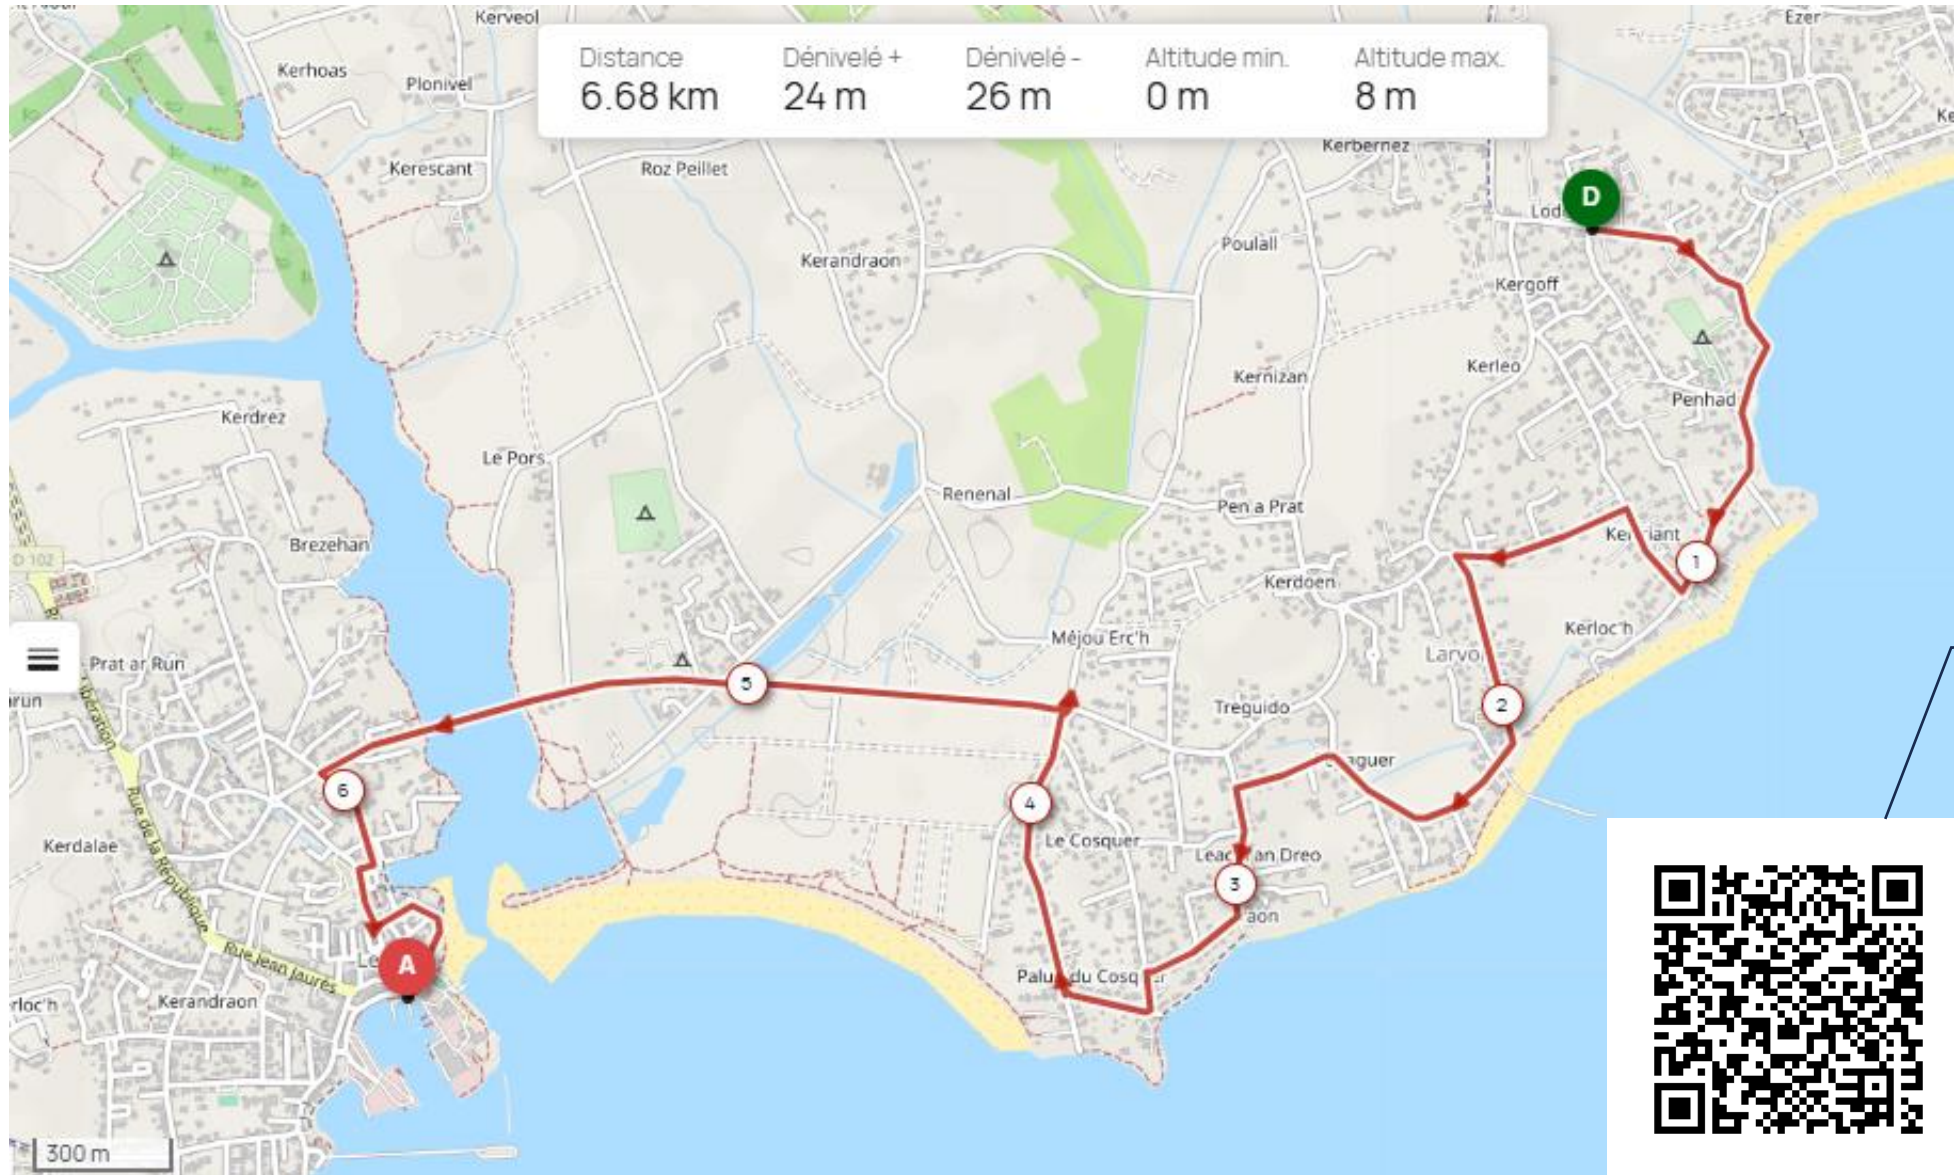 Kerveol
Ezer
Kerhoas
Plonivel
Distance
6.68 km
Dénivelé +
24 m
Dénivelé -
26 m
Altitude min.
0 m
Altitude max.
8 m
Kerescant
Roz Peillet
Kerbernez
D
Poulall
Kerandraon
Kergoff
Kernizan
Kerleo
Penhad
Kerdrez
Le Pors
Renenal
Pen a Prat
Brezehan
D 102
1
Kerdoen
Méjou Erc'h
Kerloc'h
Prat ar Run
5
Tréguido
2
6
4
Kerdalae
Le Cosquer
3
Rue de la République
Rue Jean Jaurès
A
Kerandraon
300 m